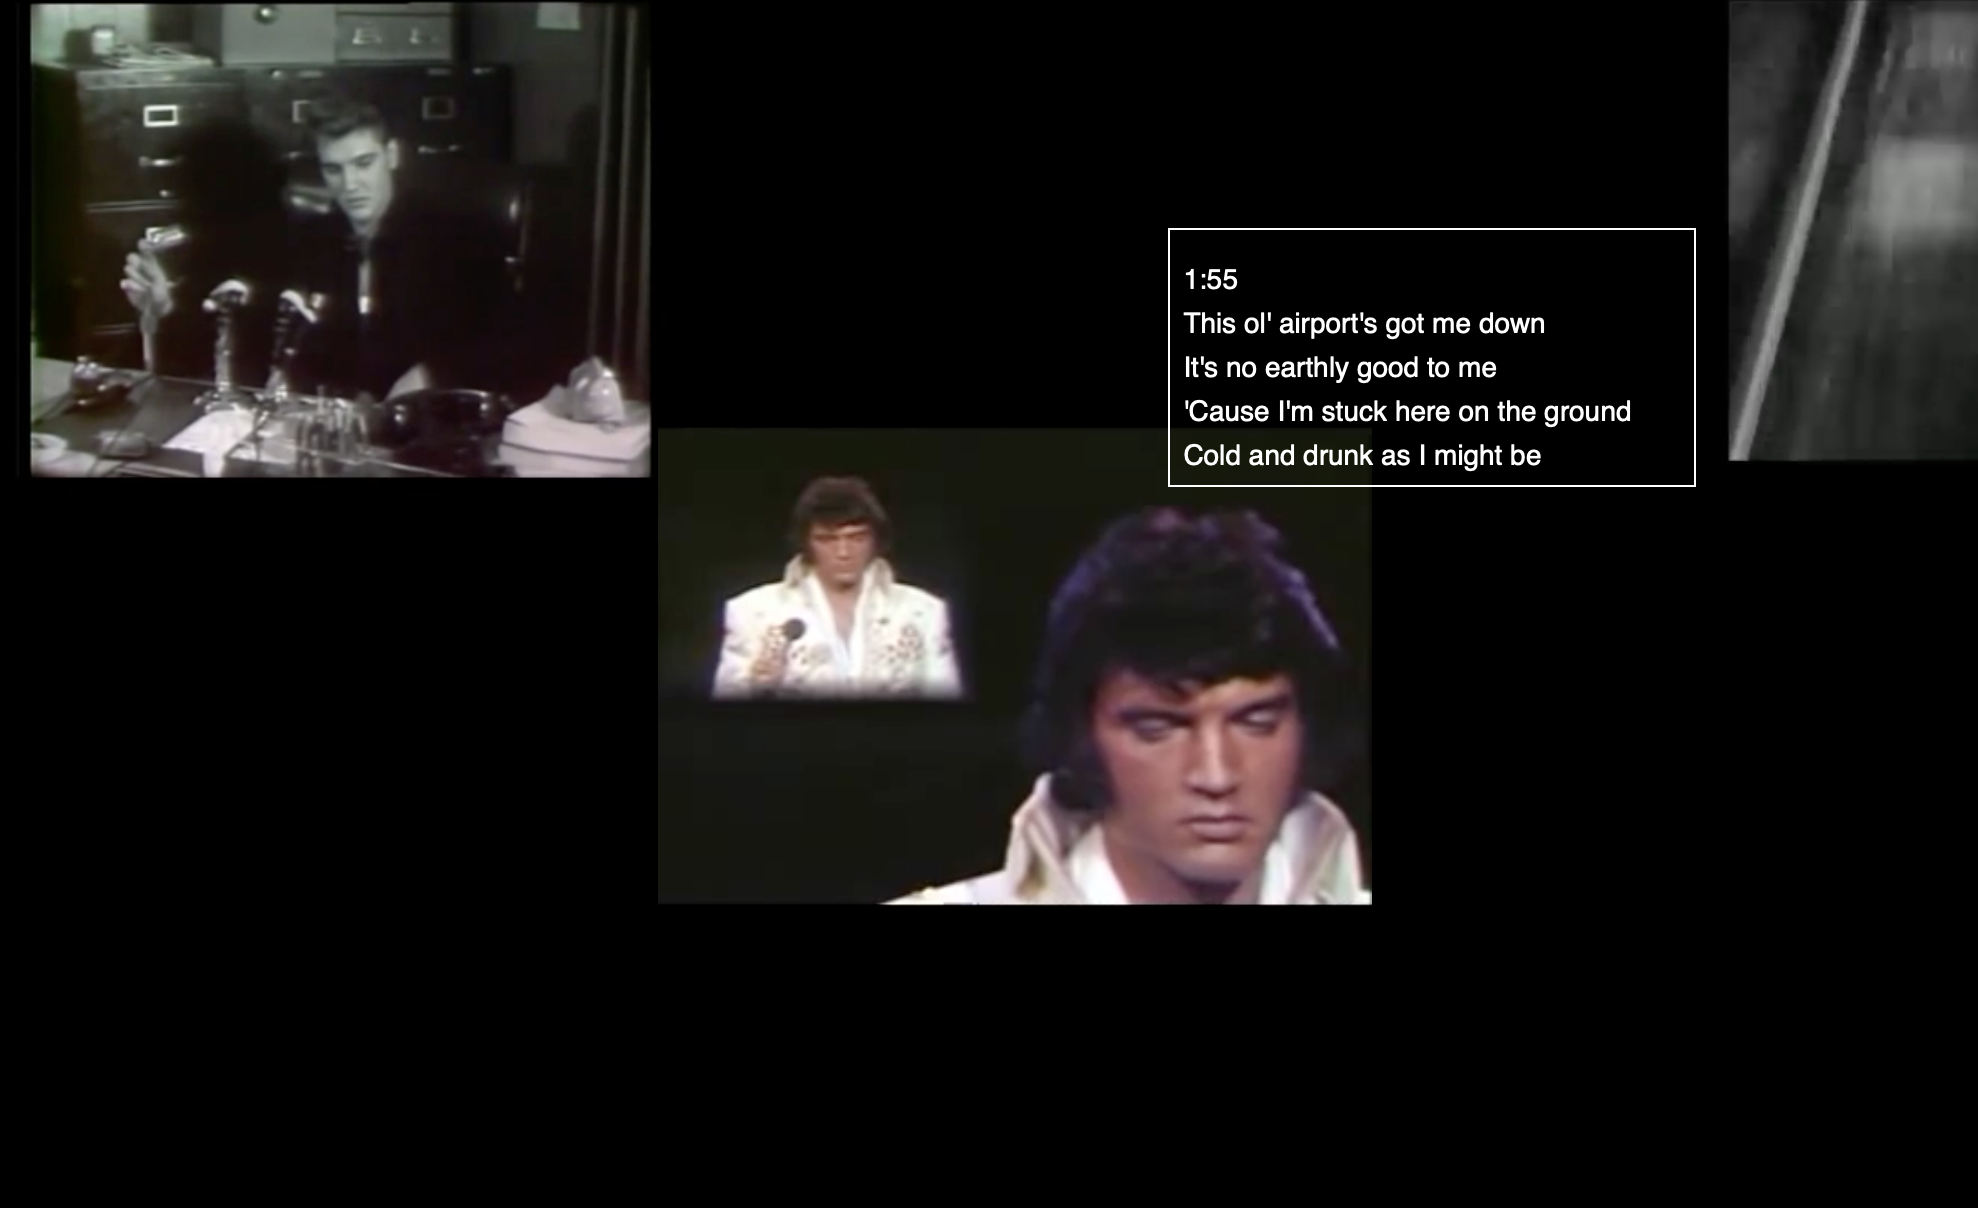 1:55
This ol' airport's got me down
It's no earthly good to me
'Cause I'm stuck here on the ground
Cold and drunk as I might be